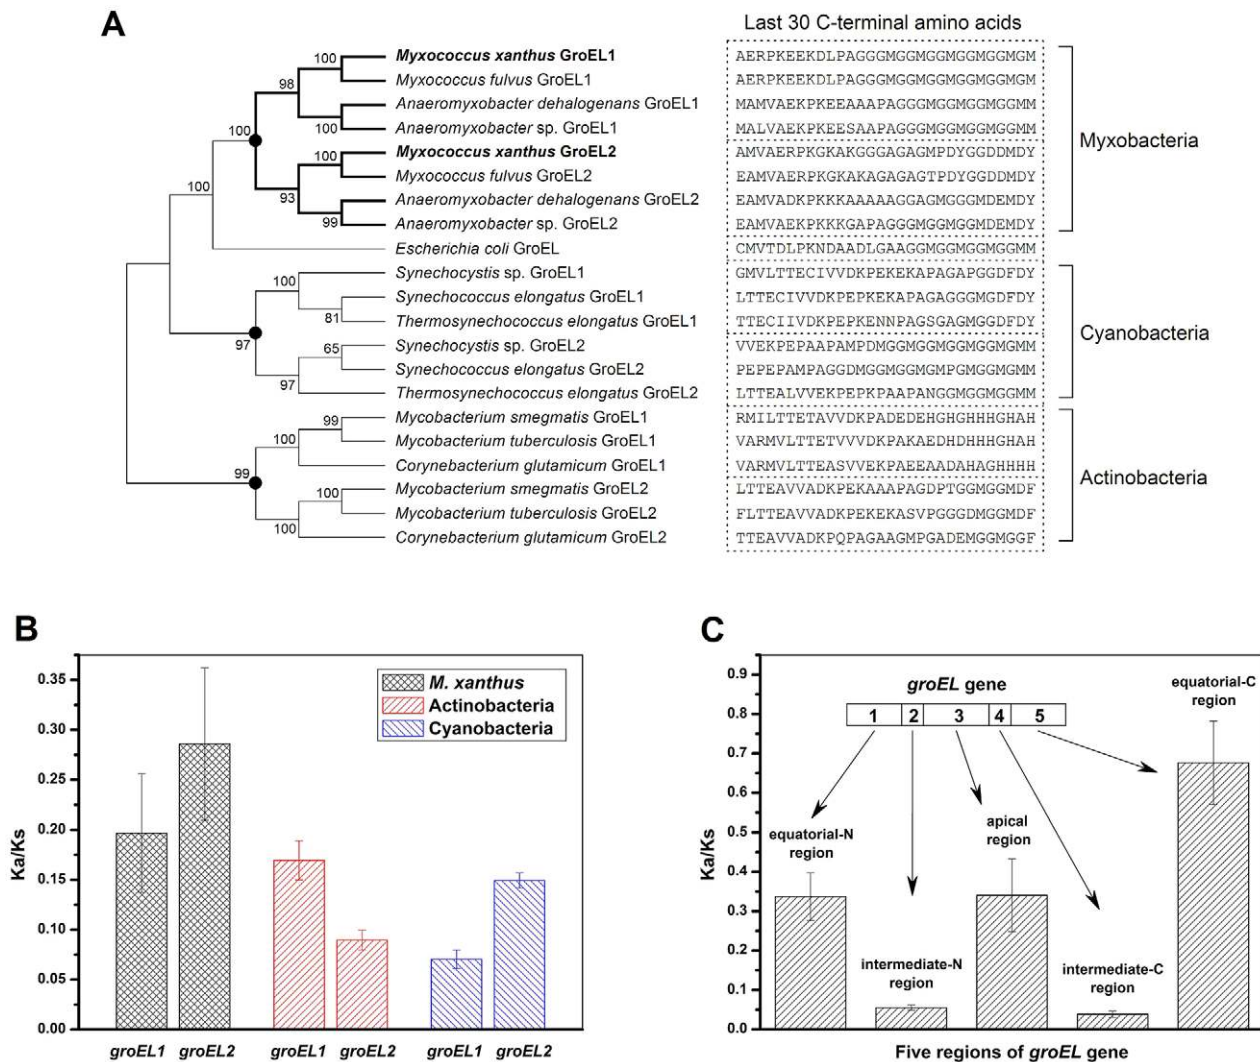 A
Last 30 C-terminal amino acids
100 Myxococcus xanthus GroEL1 AERPKEEKDLPAGGGMGGMGGMGGMGGMGM
Myxococcus fulvus GroEL1 AERPKEEKDLPAGGGMGGMGGMGGMGGMGM
98
Anaeromyxobacter dehalogenans GroEL1 MAMVAEKPKEEAAAPAGGGMGGMGGMGGMM
100 Anaeromyxobacter sp. GroEL1 MALVAEKPKEESAAPAGGGMGGMGGMGGMM
100
Myxobacteria
100 Myxococcus xanthus GroEL2 AMVAERPKGKAKGGGAGAGMPDYGGDDMDY
Myxococcus fulvus GroEL2 EAMVAERPKGKAKAGAGAGTPDYGGDDMDY
100
93
Anaeromyxobacter dehalogenans GroEL2 EAMVADKPKKKAAAAAGGAGMGGGMDEMDY
99 Anaeromyxobacter sp. GroEL2 EAMVAEKPKKKGAPAGGGMGGMGGMDEMDY
Escherichia coli GroEL CMVTDLPKNDAADLGAAGGMGGMGGMGGMM
100 Synechocystis sp. GroEL1 GMVLTTECIVVDKPEKEKAPAGAPGGDFDY
Synechococcus elongatus GroEL1 LTTECIVVDKPEPKEKAPAGAGGGMGDFDY
81 Thermosynechococcus elongatus GroEL1 TTECIIVDKPEPKENNPAGSGAGMGGDFDY
97
Cyanobacteria
65 Synechocystis sp. GroEL2 VVEKPEPAAPAMPDMGGMGGMGGMGGMGMM
Synechococcus elongatus GroEL2 PEPEPAMPAGGDMGGMGGMGMPGMGGMGMM
97
Thermosynechococcus elongatus GroEL2 LTTEALVVEKPEPKPAAPANGGMGGMGGMM
99 Mycobacterium smegmatis GroEL1 RMILTTETAVVDKPADEDEHGHGHHHGHAH
100 Mycobacterium tuberculosis GroEL1 VARMVLTTETVVVDKPAKAEDHDHHHGHAH
Corynebacterium glutamicum GroEL1 VARMVLTTEASVVEKPAEEAADAHAGHHHH
99
Actinobacteria
100 Mycobacterium smegmatis GroEL2 LTTEAVVADKPEKAAAPAGDPTGGMGGMDF
Mycobacterium tuberculosis GroEL2 FLTTEAVVADKPEKEKASVPGGGDMGGMDF
100 Corynebacterium glutamicum GroEL2 TTEAVVADKPQPAGAAGMPGADEMGGMGGF
B
Ka/Ks
0.35
0.30
0.25
0.20
0.15
0.10
0.05
0.00
M. xanthus
Actinobacteria
Cyanobacteria
groEL1 groEL2 groEL1 groEL2 groEL1 groEL2
C
Ka/Ks
0.9
0.8
0.7
0.6
0.5
0.4
0.3
0.2
0.1
0.0
groEL gene
1 2 3 4 5
equatorial-C
region
equatorial-N
region
apical
region
intermediate-N
region
intermediate-C
region
Five regions of groEL gene